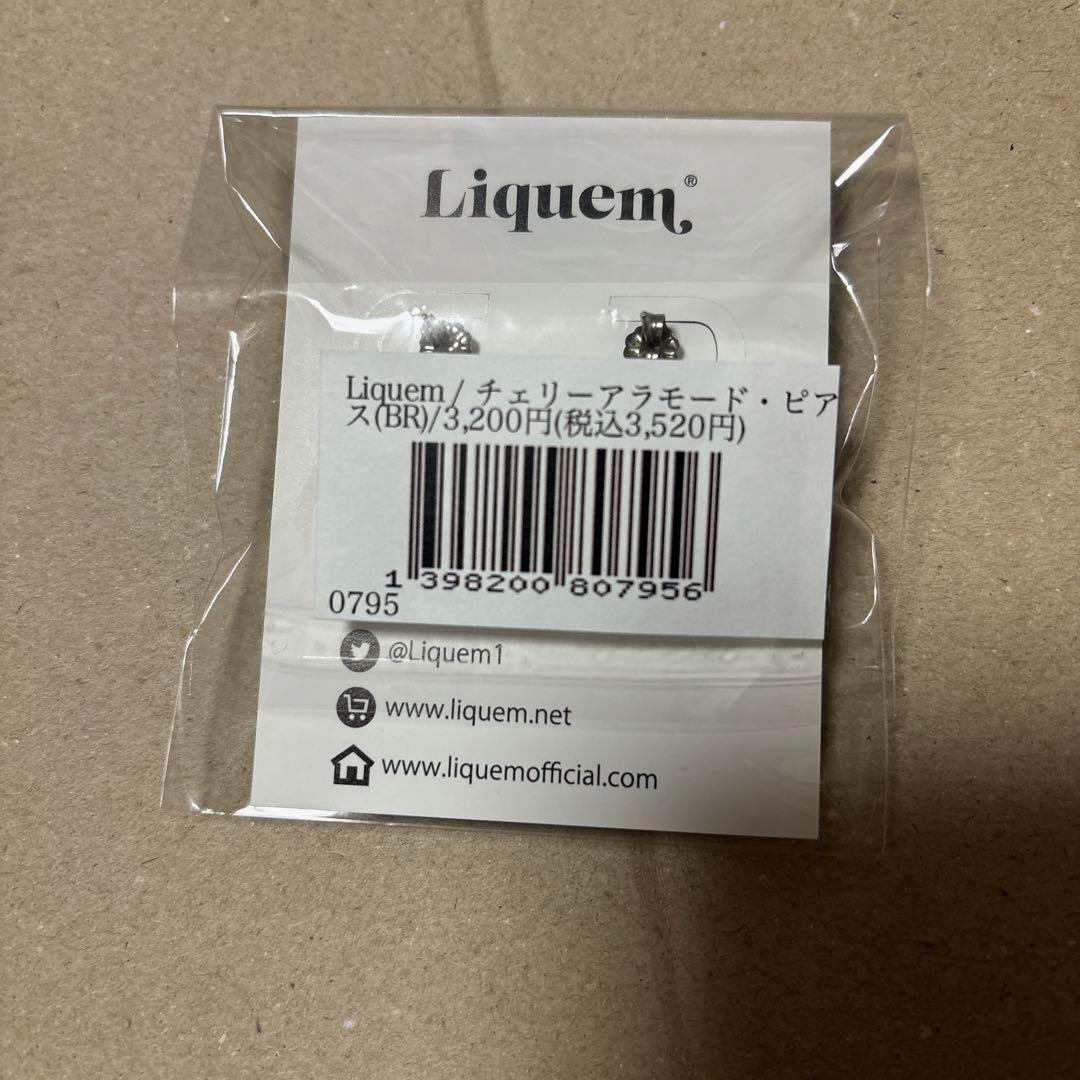 Liquem®
Liquem / チェリーアラモード・ピア
ス(BR)/3,200円(税込3,520円)
1 398200 807956
0795
@Liquem1
www.liquem.net
www.liquemofficial.com